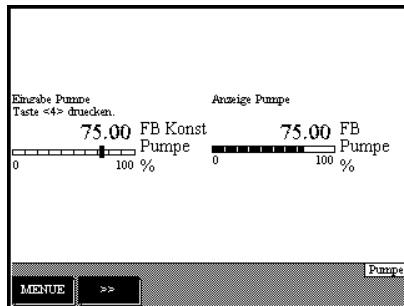 Eingabe Pumpe
Taste <4> druecken.
75.00 FB Konst
Pumpe
0 100 %
Anzeige Pumpe
75.00 FB
Pumpe
0 100 %
Pumpe
MENUE >>